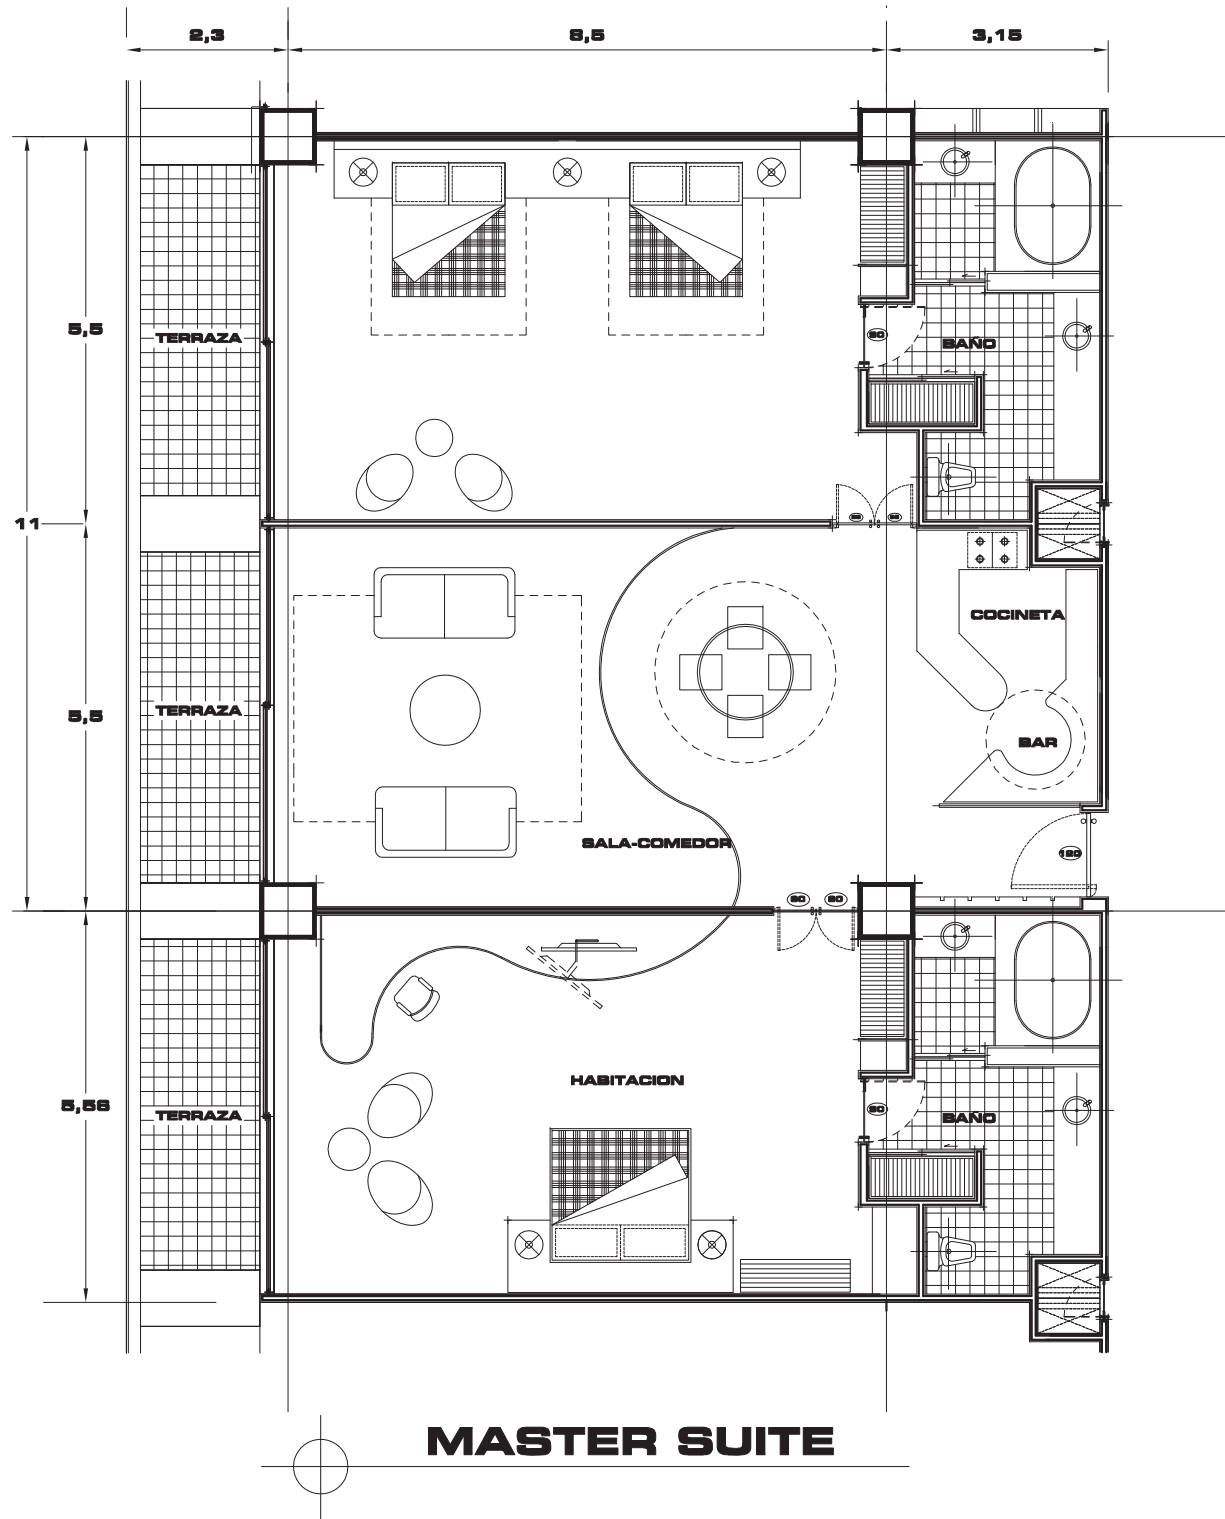 2,3
8,5
3,15
5,5
TERRAZA
90
BAÑO
11
COCINETA
5,5
TERRAZA
BAR
SALA-COMEDOR
120
90
90
HABITACION
5,56
TERRAZA
90
BAÑO
MASTER SUITE